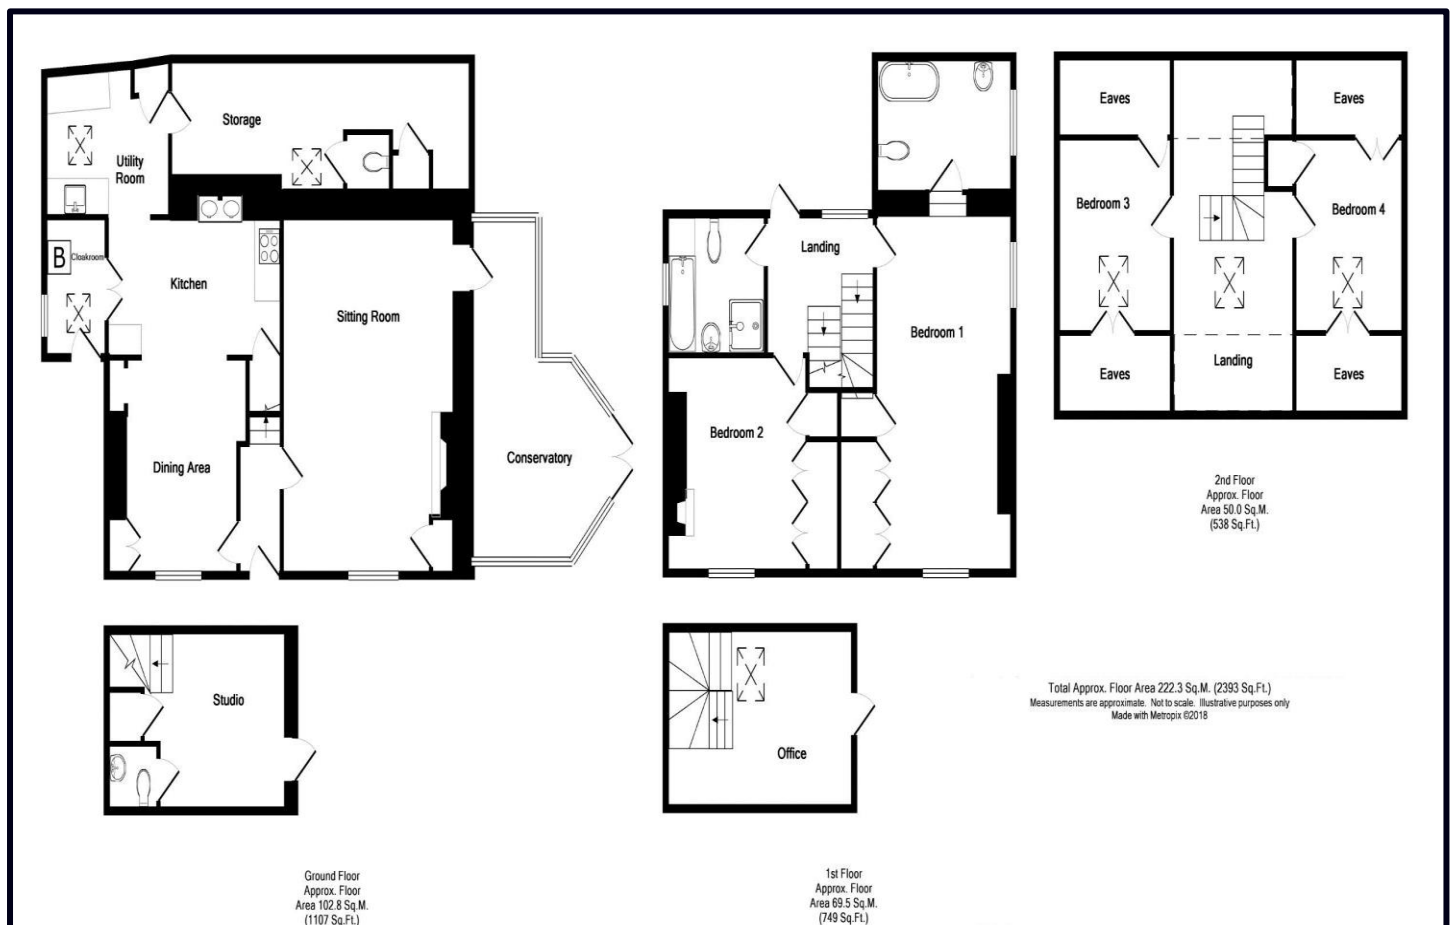 Storage
Utility
Room
B
Cloakroom
Kitchen
Sitting Room
Dining Area
Conservatory
Studio
Ground Floor
Approx. Floor
Area 102.8 Sq.M.
(1107 Sq.Ft.)
Landing
Bedroom 1
Bedroom 2
Office
1st Floor
Approx. Floor
Area 69.5 Sq.M.
(749 Sq.Ft.)
Eaves
Eaves
Bedroom 3
Bedroom 4
Eaves
Landing
Eaves
2nd Floor
Approx. Floor
Area 50.0 Sq.M.
(538 Sq.Ft.)
Total Approx. Floor Area 222.3 Sq.M. (2393 Sq.Ft.)
Measurements are approximate. Not to scale. Illustrative purposes only
Made with Metropix ©2018